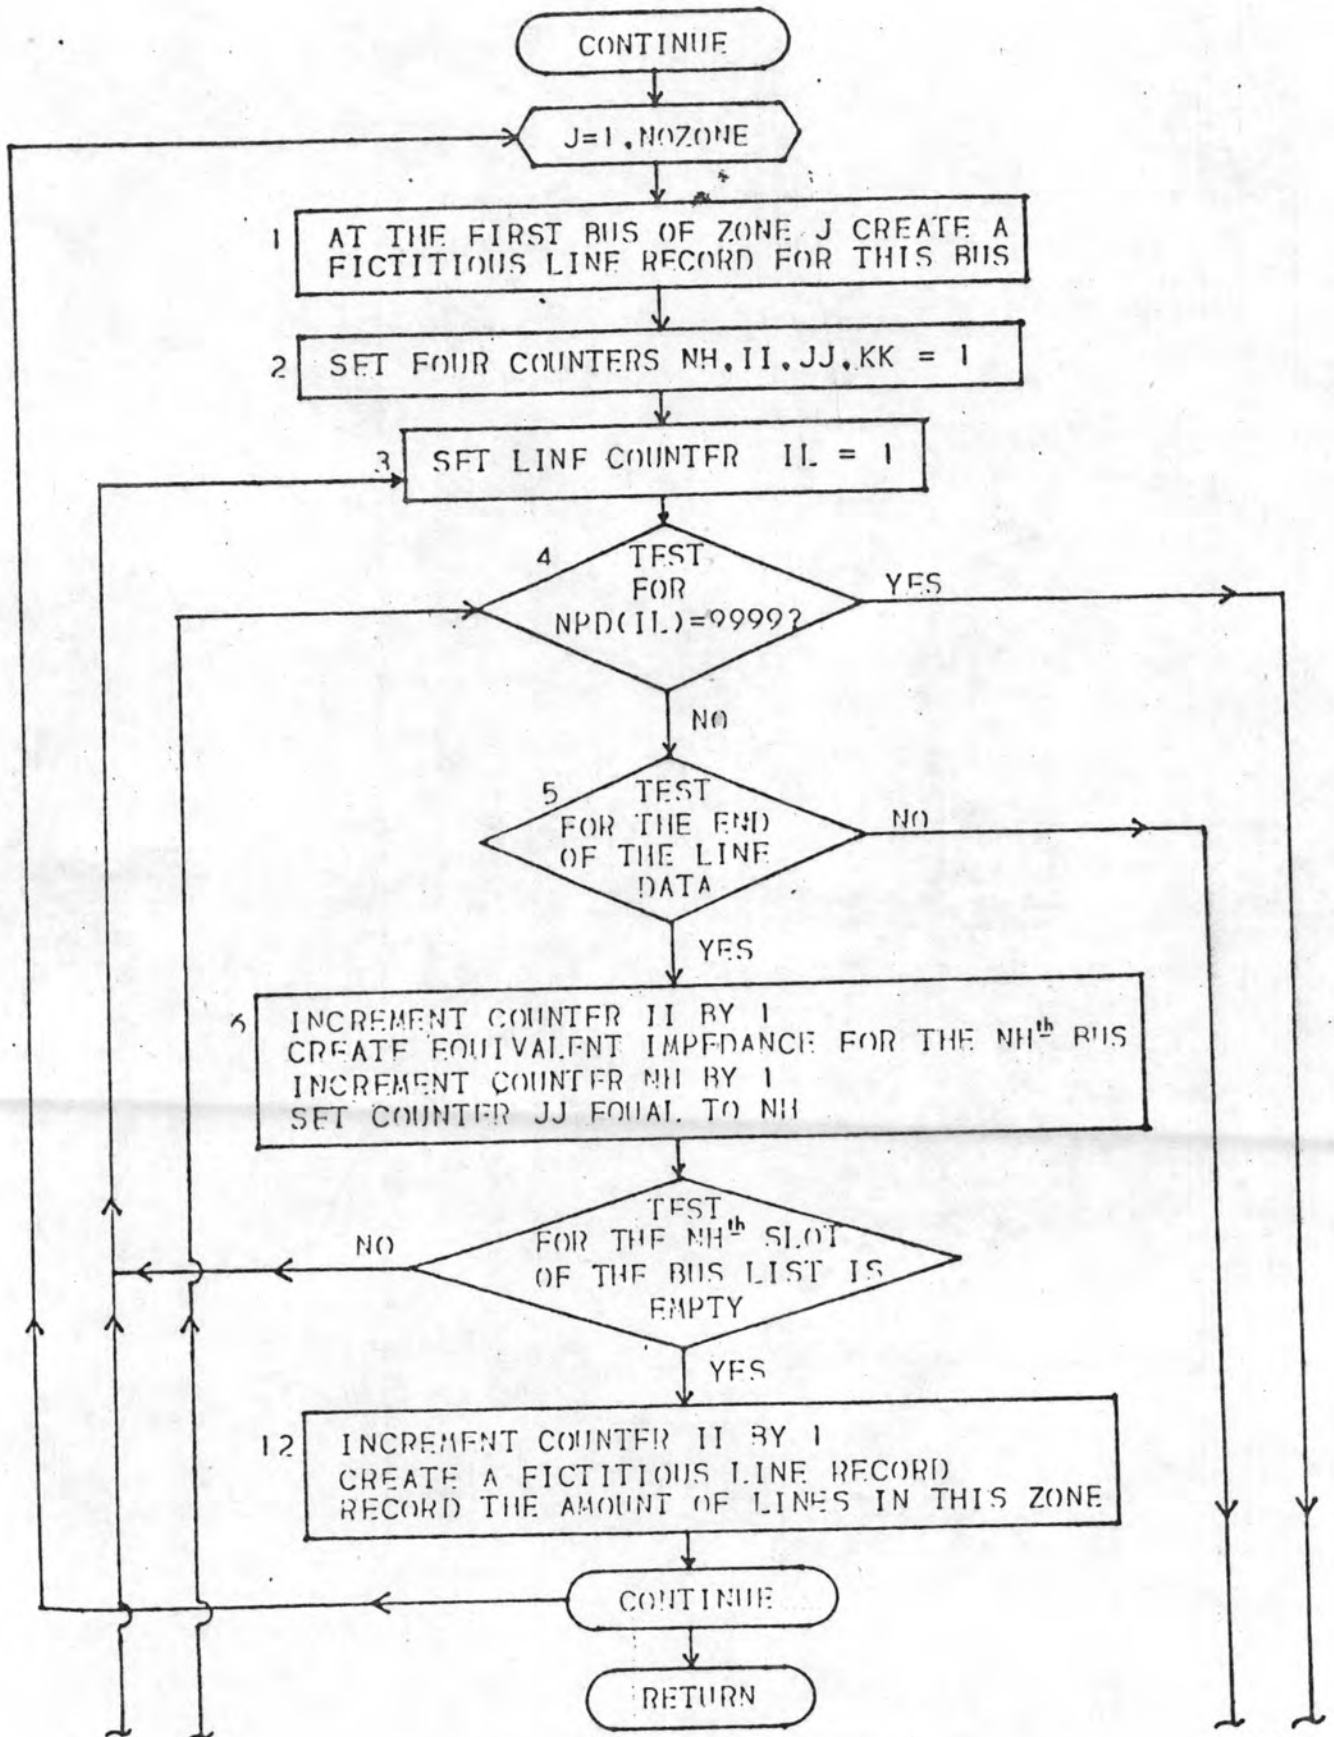 CONTINUE
J=1,NOZONE
1
AT THE FIRST BUS OF ZONE J CREATE A
FICTITIOUS LINE RECORD FOR THIS BUS
2
SET FOUR COUNTERS NH,II,JJ,KK = 1
3
SET LINE COUNTER IL = 1
4
TEST
FOR
NPD(IL)=9999?
YES
NO
5
TEST
FOR THE END
OF THE LINE
DATA
NO
YES
6
INCREMENT COUNTER II BY 1
CREATE EQUIVALENT IMPEDANCE FOR THE NHth BUS
INCREMENT COUNTER NH BY 1
SET COUNTER JJ EQUAL TO NH
TEST
FOR THE NHth SLOT
OF THE BUS LIST IS
EMPTY
NO
YES
12
INCREMENT COUNTER II BY 1
CREATE A FICTITIOUS LINE RECORD
RECORD THE AMOUNT OF LINES IN THIS ZONE
CONTINUE
RETURN